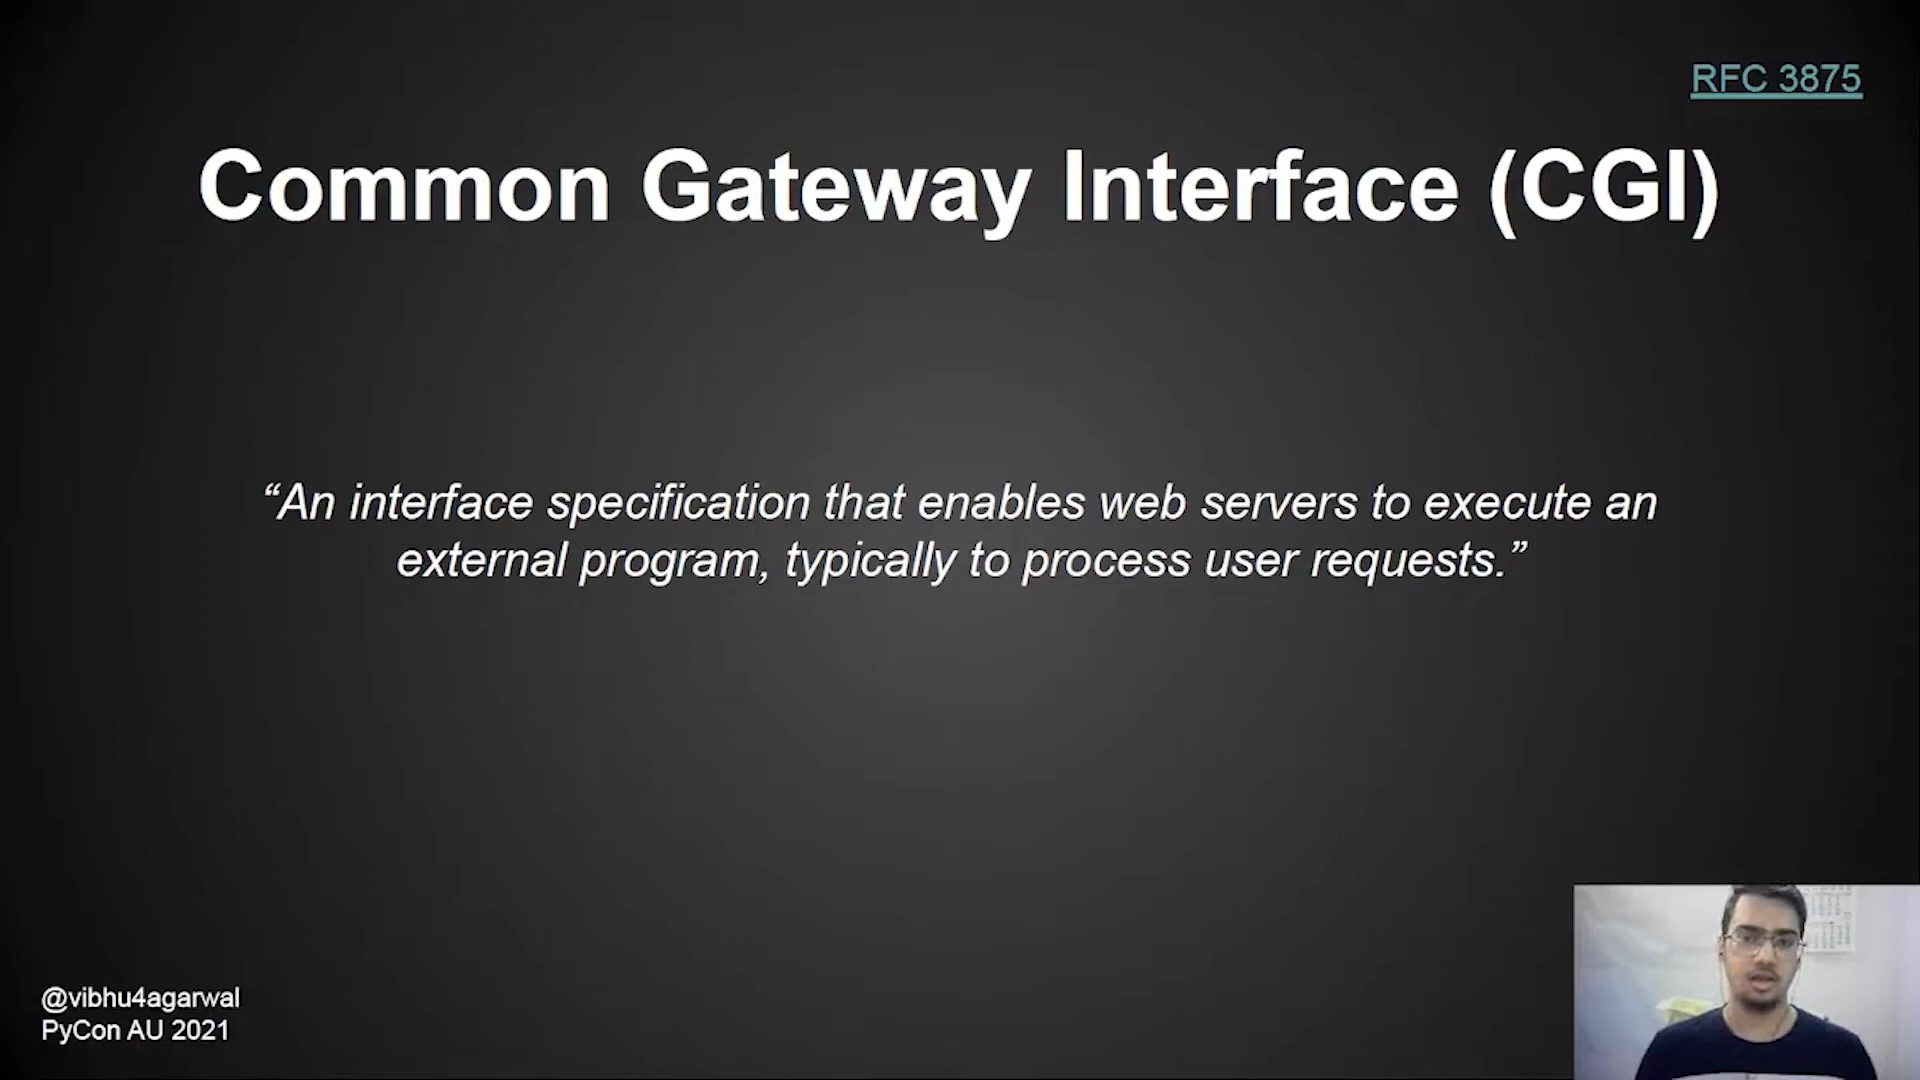 RFC 3875
Common Gateway Interface (CGI)
“An interface specification that enables web servers to execute an
external program, typically to process user requests.”
@vibhu4agarwal
PyCon AU 2021